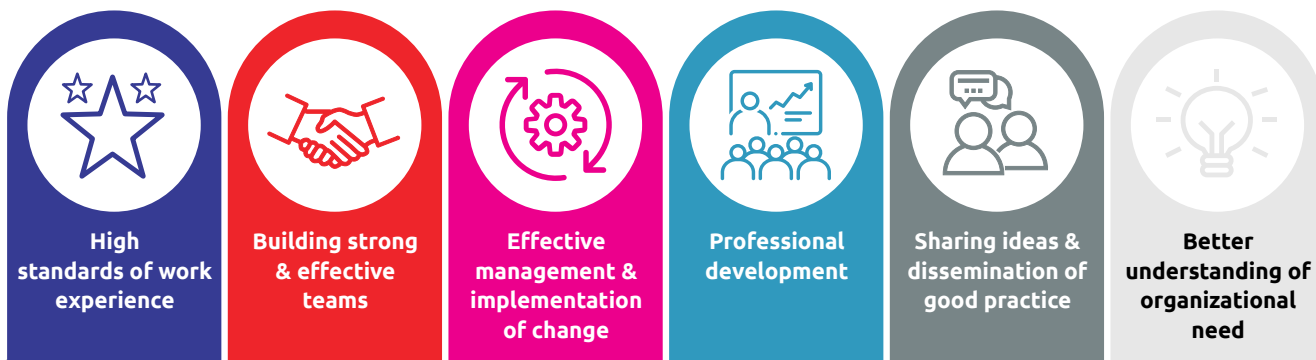 High
standards of work
experience
Building strong
& effective
teams
Effective
management &
implementation
of change
Professional
development
Sharing ideas &
dissemination of
good practice
Better
understanding of
organizational
need